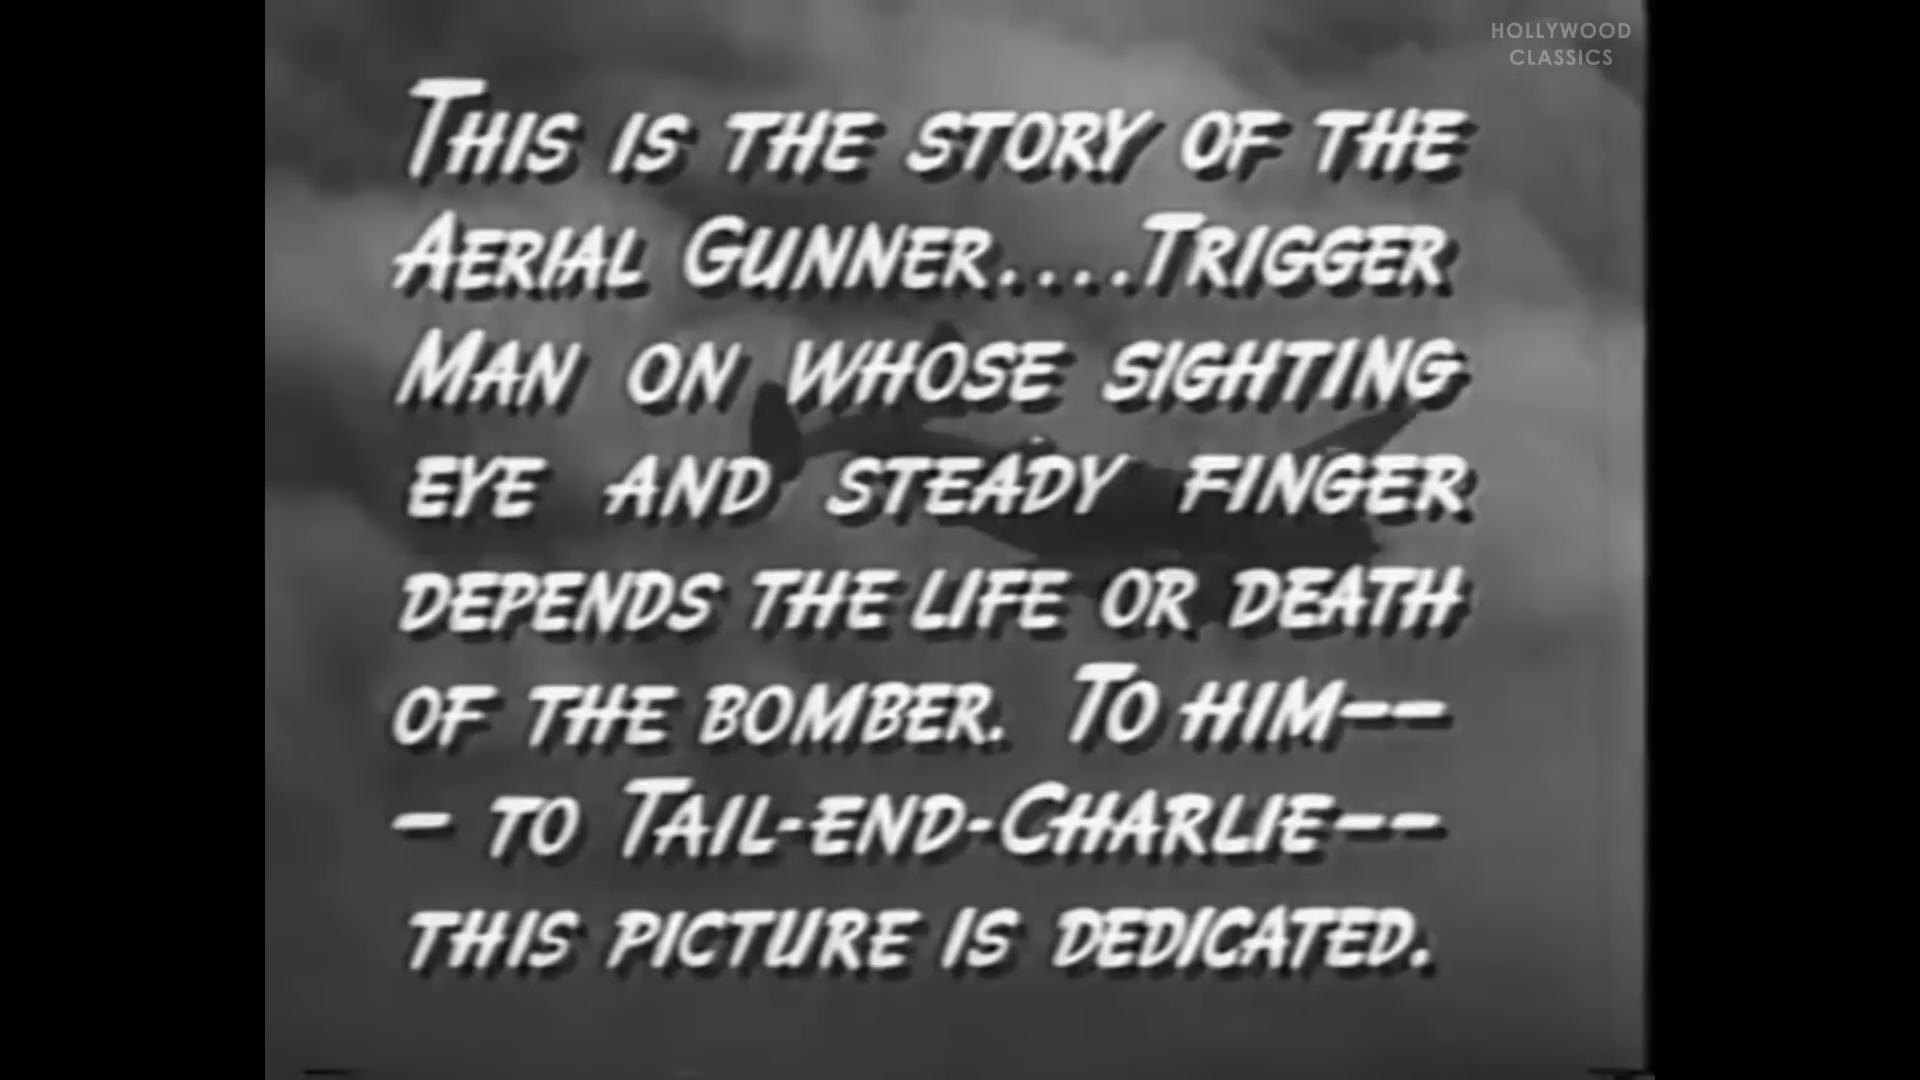 HOLLYWOOD
CLASSICS
THIS IS THE STORY OF THE
AERIAL GUNNER....TRIGGER
MAN ON WHOSE SIGHTING
EYE AND STEADY FINGER
DEPENDS THE LIFE OR DEATH
OF THE BOMBER. TO HIM--
- TO TAIL-END-CHARLIE--
THIS PICTURE IS DEDICATED.